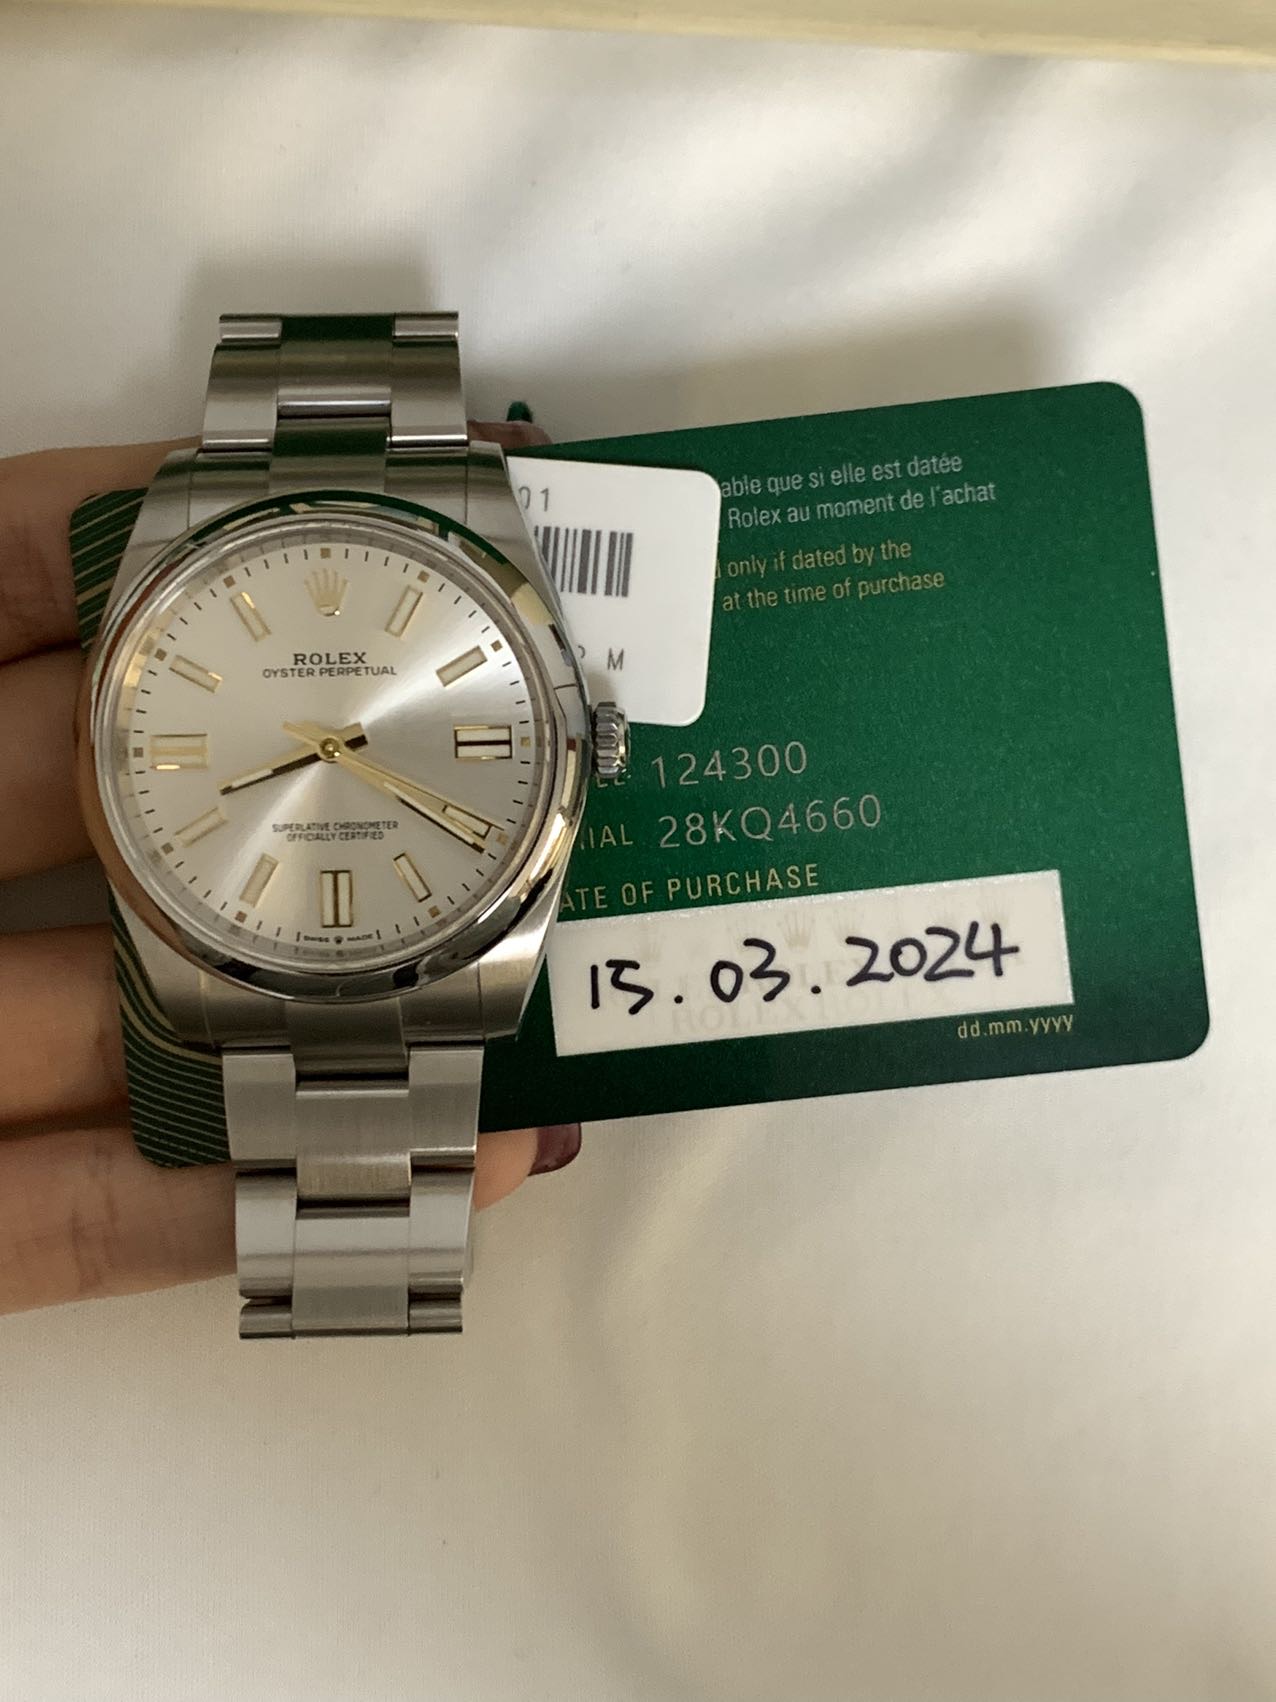 ROLEX
OYSTER PERPETUAL
SUPERLATIVE CHRONOMETER
OFFICIALLY CERTIFIED
SWISS MADE
01
M
able que si elle est datée
Rolex au moment de l'achat
only if dated by the
at the time of purchase
124300
28KQ4660
ATE OF PURCHASE
15.03.2024
dd.mm.yyyy